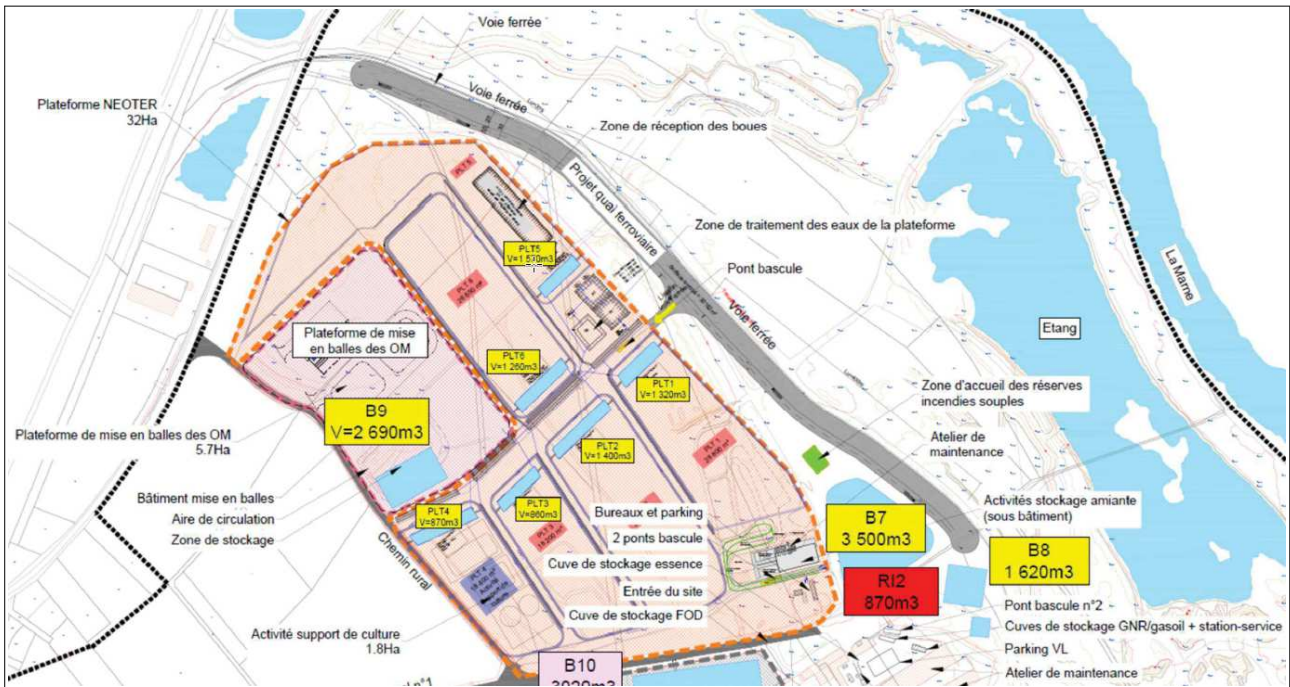 Voie ferrée
Voie ferrée
Plateforme NEOTER
32Ha
Zone de réception des boues
PLT 5
Projet quai ferroviaire
Zone de traitement des eaux de la plateforme
PLT5
Pont bascule
La Marne
Voie ferrée
Plateforme de mise
en balles des OM
Etang
PLT6
V=1 260m3
PLT1
V=1 320m3
Zone d'accueil des réserves
incendies souples
B9
V=2 690m3
PLT2
V=1 400m3
PLT 1
Plateforme de mise en balles des OM
5.7Ha
Atelier de
maintenance
Bâtiment mise en balles
Aire de circulation
Zone de stockage
PLT4
V=870m3
PLT3
V=860m3
Bureaux et parking
2 ponts bascule
Cuve de stockage essence
Entrée du site
Cuve de stockage FOD
B7
3 500m3
Activités stockage amiante
(sous bâtiment)
B8
1 620m3
RI2
870m3
Chemin rural
Pont bascule n°2
Cuves de stockage GNR/gasoil + station-service
Parking VL
Atelier de maintenance
Activité support de culture
1.8Ha
B10
3020m3